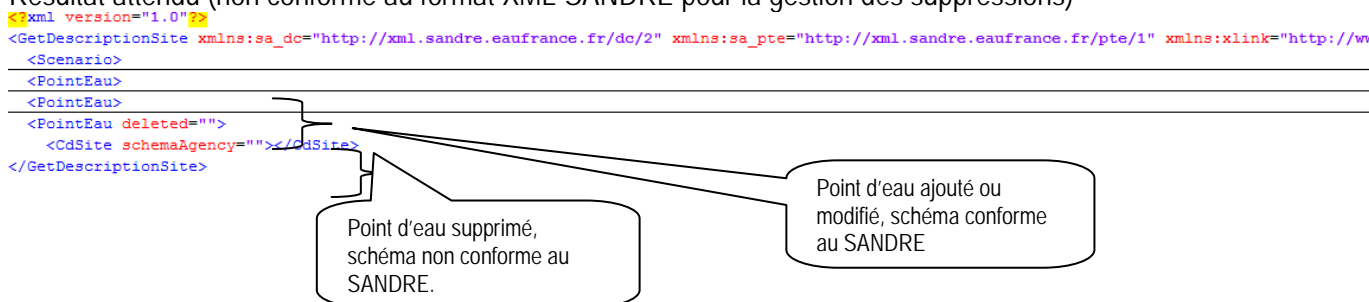 Résultat attendu (non conforme au format XML SANDRE pour la gestion des suppressions)
<?xml version="1.0"?>
<GetDescriptionSite xmlns:sa_dc="http://xml.sandre.eaufrance.fr/dc/2" xmlns:sa_pte="http://xml.sandre.eaufrance.fr/pte/1" xmlns:xlink="http://w
<Scenario>
<PointEau>
<PointEau>
<PointEau deleted="">
<CdSite schemaAgency=""></CdSite>
</GetDescriptionSite>
Point d'eau ajouté ou
modifié, schéma conforme
au SANDRE
Point d'eau supprimé,
schéma non conforme au
SANDRE.